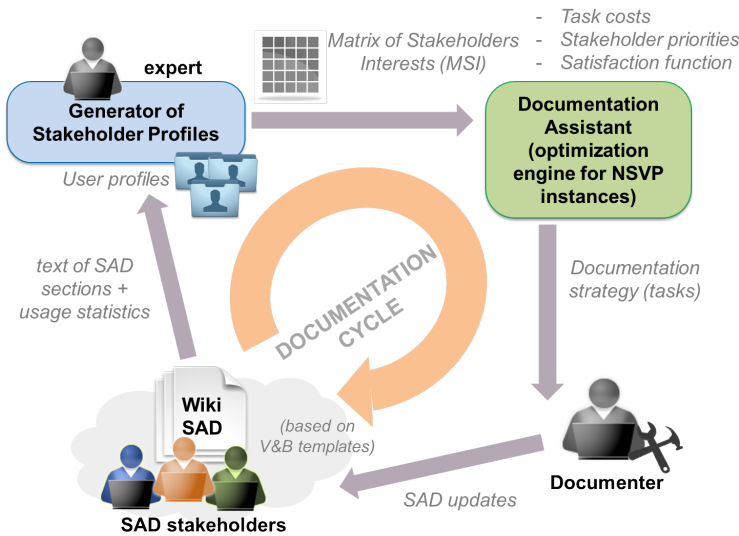 expert
Generator of
Stakeholder Profiles
Matrix of Stakeholders
Interests (MSI)
- Task costs
- Stakeholder priorities
- Satisfaction function
Documentation
Assistant
(optimization
engine for NSVP
instances)
User profiles
text of SAD
sections +
usage statistics
DOCUMENTATION
CYCLE
Documentation
strategy (tasks)
Wiki
SAD
(based on
V&B templates)
SAD stakeholders
SAD updates
Documenter